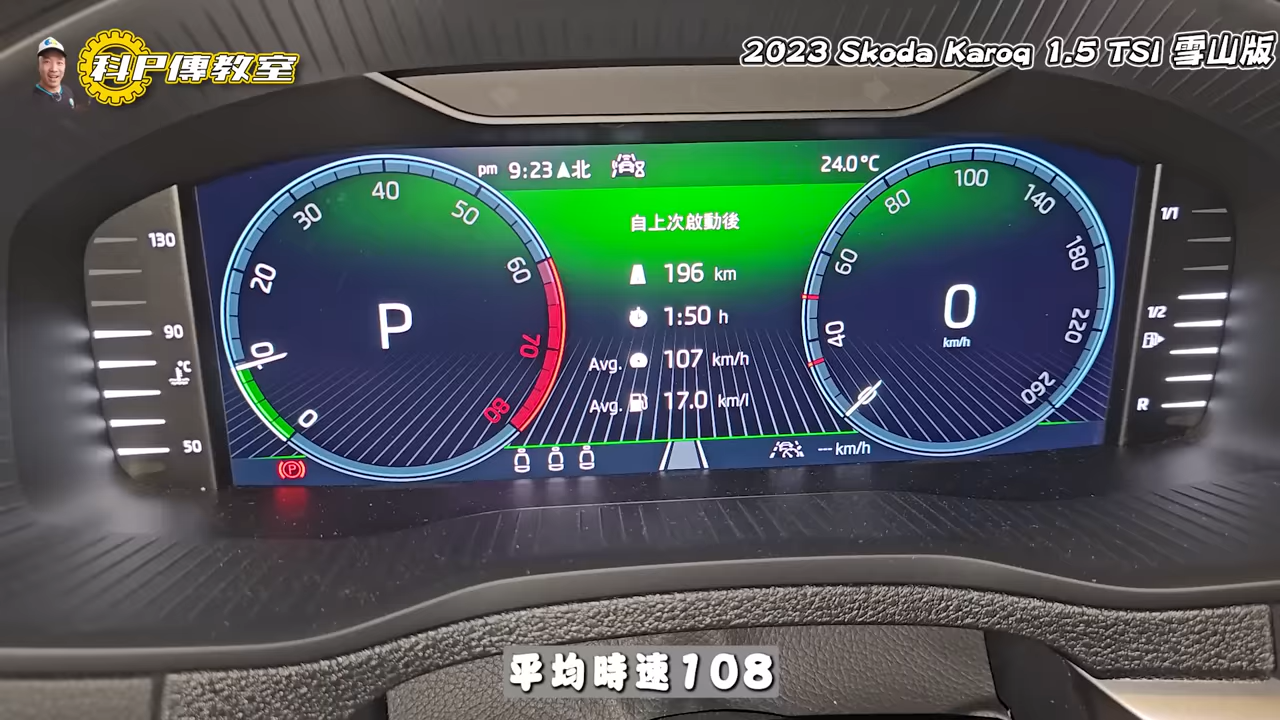 科P傳教室
2023 Skoda Karoq 1.5 TSI 雪山版
pm 9:23 北
24.0°C
自上次啟動後
196 km
1:50 h
Avg. 107 km/h
Avg. 17.0 km/l
0 10 20 30 40 50 60 70 80
P
40 60 80 100 140 180 220 260
0
km/h
130
90
°C
50
1/1
1/2
R
(P)
--- km/h
平均時速108